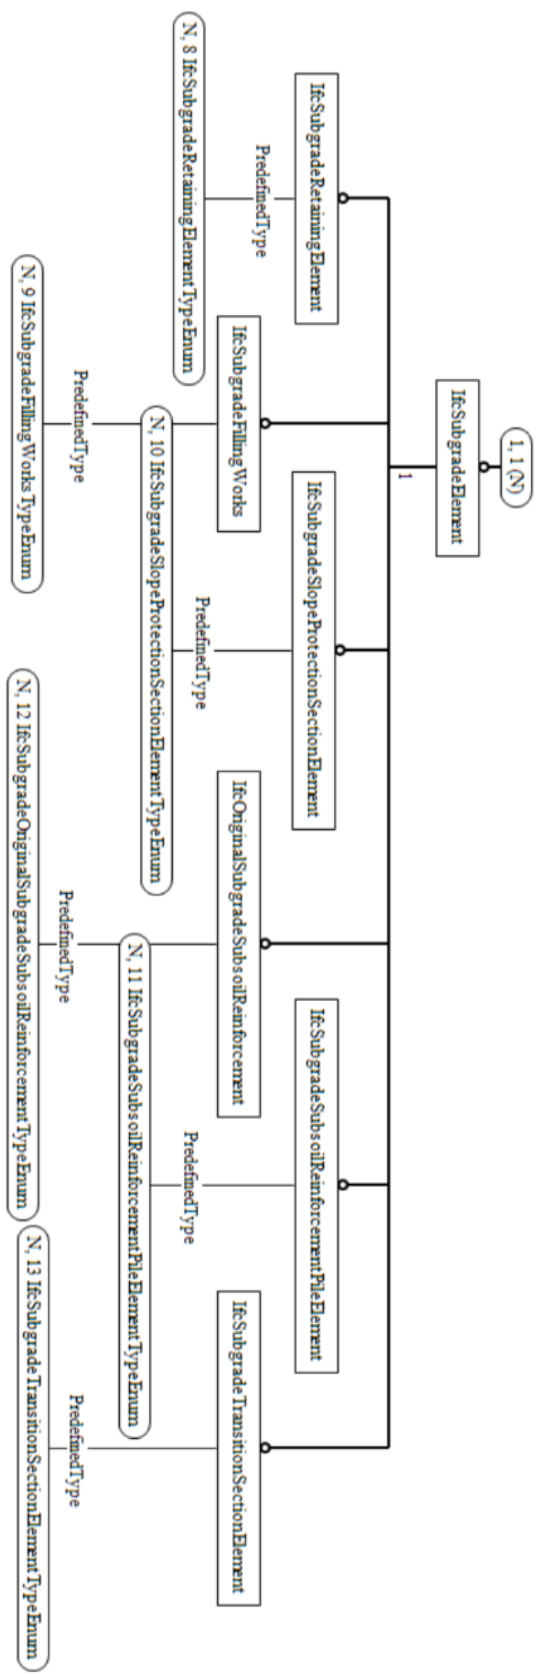 1, 1 (N)
IfcSubgradeElement
1
IfcSubgradeRetainingElement
IfcSubgradeSlopeProtectionSectionElement
IfcSubgradeSubsoilReinforcementPileElement
PredefinedType
IfcSubgradeFillingWorks
PredefinedType
IfcOriginalSubgradeSubsoilReinforcement
PredefinedType
IfcSubgradeTransitionSectionElement
N, 8 IfcSubgradeRetainingElementTypeEnum
N, 10 IfcSubgradeSlopeProtectionSectionElementTypeEnum
N, 11 IfcSubgradeSubsoilReinforcementPileElementTypeEnum
PredefinedType
PredefinedType
PredefinedType
N, 9 IfcSubgradeFillingWorksTypeEnum
N, 12 IfcSubgradeOriginalSubgradeSubsoilReinforcementTypeEnum
N, 13 IfcSubgradeTransitionSectionElementTypeEnum